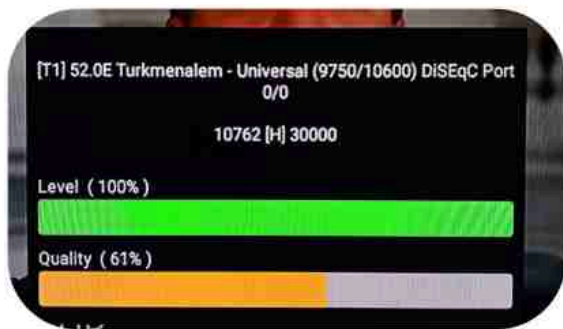 [T1] 52.0E Turkmenalem - Universal (9750/10600) DiSEqC Port
0/0
10762 [H] 30000
Level ( 100% )
Quality ( 61% )